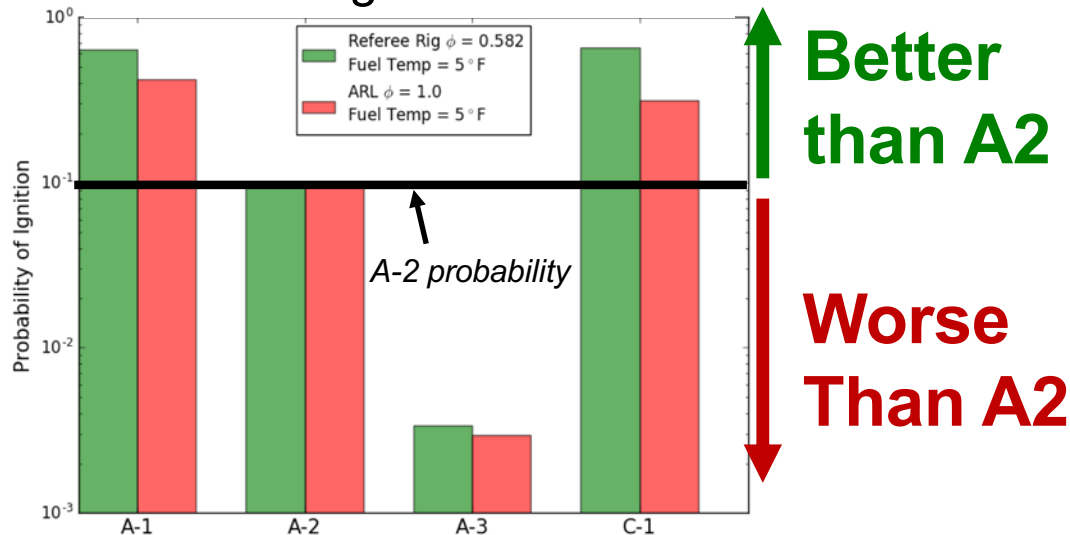 Referee Rig ϕ = 0.582
Fuel Temp = 5°F
ARL ϕ = 1.0
Fuel Temp = 5°F
Better
than A2
A-2 probability
Worse
Than A2
Probability of Ignition
10⁰
10⁻¹
10⁻²
10⁻³
A-1
A-2
A-3
C-1